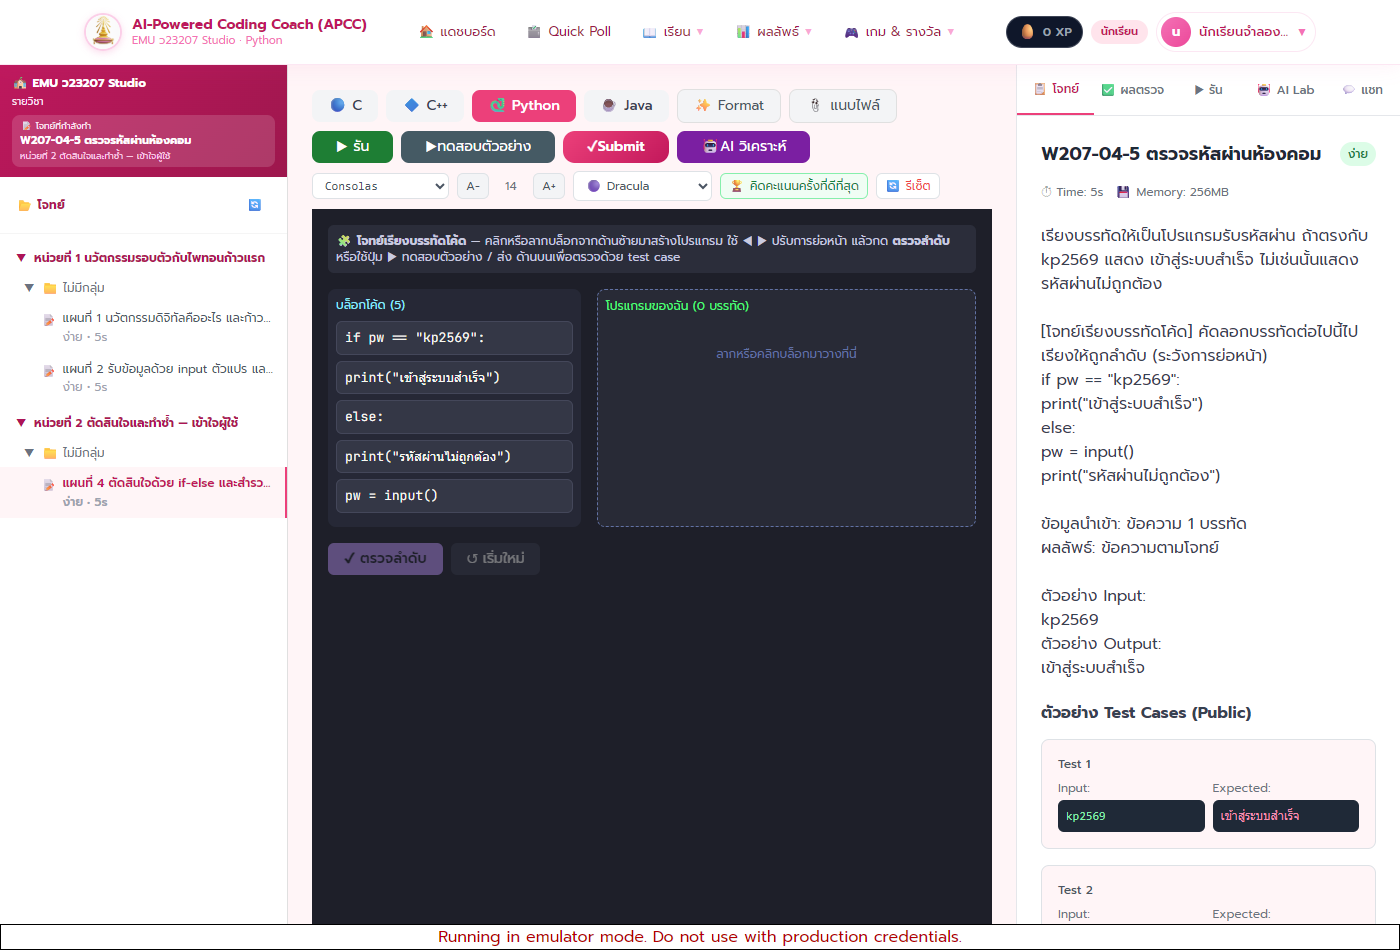 AI-Powered Coding Coach (APCC)
EMU ว23207 Studio · Python
แดชบอร์ด
Quick Poll
เรียน ▼
ผลลัพธ์ ▼
เกม & รางวัล ▼
0 XP
นักเรียน
u
นักเรียนจำลอง... ▼
EMU ว23207 Studio
รายวิชา
โจทย์ที่กำลังทำ
W207-04-5 ตรวจรหัสผ่านห้องคอม
หน่วยที่ 2 ตัดสินใจและทำซ้ำ — เข้าใจผู้ใช้
โจทย์
▼ หน่วยที่ 1 นวัตกรรมรอบตัวกับไพทอนก้าวแรก
▼ ไม่มีกลุ่ม
แผนที่ 1 นวัตกรรมดิจิทัลคืออะไร และก้าว...
ง่าย · 5s
แผนที่ 2 รับข้อมูลด้วย input ตัวแปร แล...
ง่าย · 5s
▼ หน่วยที่ 2 ตัดสินใจและทำซ้ำ — เข้าใจผู้ใช้
▼ ไม่มีกลุ่ม
แผนที่ 4 ตัดสินใจด้วย if-else และสำรว...
ง่าย · 5s
C
C++
Python
Java
Format
แนบไฟล์
▶ รัน
▶ทดสอบตัวอย่าง
✓Submit
AI วิเคราะห์
Consolas
A-
14
A+
Dracula
คิดคะแนนครั้งที่ดีที่สุด
รีเซ็ต
โจทย์เรียงบรรทัดโค้ด — คลิกหรือลากบล็อกจากด้านซ้ายมาสร้างโปรแกรม ใช้ ◀ ▶ ปรับการย่อหน้า แล้วกด ตรวจลำดับ
หรือใช้ปุ่ม ▶ ทดสอบตัวอย่าง / ส่ง ด้านบนเพื่อตรวจด้วย test case
บล็อกโค้ด (5)
if pw == "kp2569":
print("เข้าสู่ระบบสำเร็จ")
else:
print("รหัสผ่านไม่ถูกต้อง")
pw = input()
โปรแกรมของฉัน (0 บรรทัด)
ลากหรือคลิกบล็อกมาวางที่นี่
✓ ตรวจลำดับ
↺ เริ่มใหม่
โจทย์
ผลตรวจ
▶ รัน
AI Lab
แชท
W207-04-5 ตรวจรหัสผ่านห้องคอม
ง่าย
Time: 5s
Memory: 256MB
เรียงบรรทัดให้เป็นโปรแกรมรับรหัสผ่าน ถ้าตรงกับ
kp2569 แสดง เข้าสู่ระบบสำเร็จ ไม่เช่นนั้นแสดง
รหัสผ่านไม่ถูกต้อง
[โจทย์เรียงบรรทัดโค้ด] คัดลอกบรรทัดต่อไปนี้ไป
เรียงให้ถูกลำดับ (ระวังการย่อหน้า)
if pw == "kp2569":
print("เข้าสู่ระบบสำเร็จ")
else:
pw = input()
print("รหัสผ่านไม่ถูกต้อง")
ข้อมูลนำเข้า: ข้อความ 1 บรรทัด
ผลลัพธ์: ข้อความตามโจทย์
ตัวอย่าง Input:
kp2569
ตัวอย่าง Output:
เข้าสู่ระบบสำเร็จ
ตัวอย่าง Test Cases (Public)
Test 1
Input:
Expected:
kp2569
เข้าสู่ระบบสำเร็จ
Test 2
Input:
Expected:
Running in emulator mode. Do not use with production credentials.